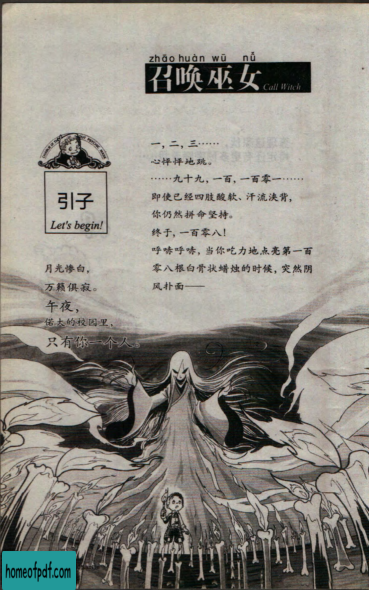 zhāo huàn wū nǚ
召唤巫女
Call Witch
引子
Let's begin!
月光惨白,
万籁俱寂。
午夜,
偌大的校园里、
只有你一个人。
一,二,三……
心怦怦地跳。
……九十九,一百,一百零一……
即使已经四肢酸软、汗流浃背,
你仍然拼命坚持。
终于,一百零八!
呼哧呼哧,当你吃力地点亮第一百
零八根白骨状蜡烛的时候,突然阴
风扑面——
homeofpdf.com